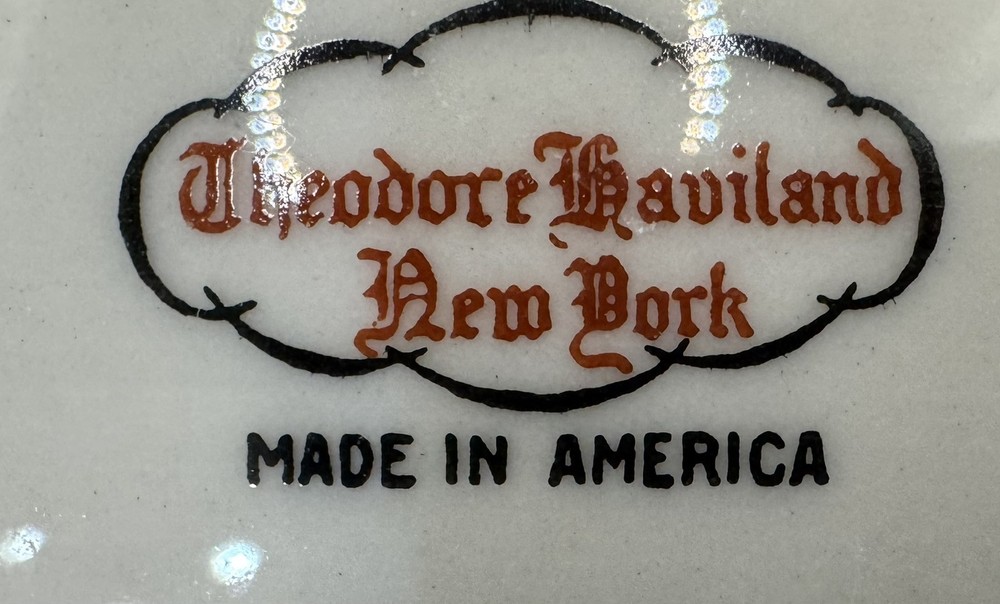 Theodore Haviland
New York
MADE IN AMERICA